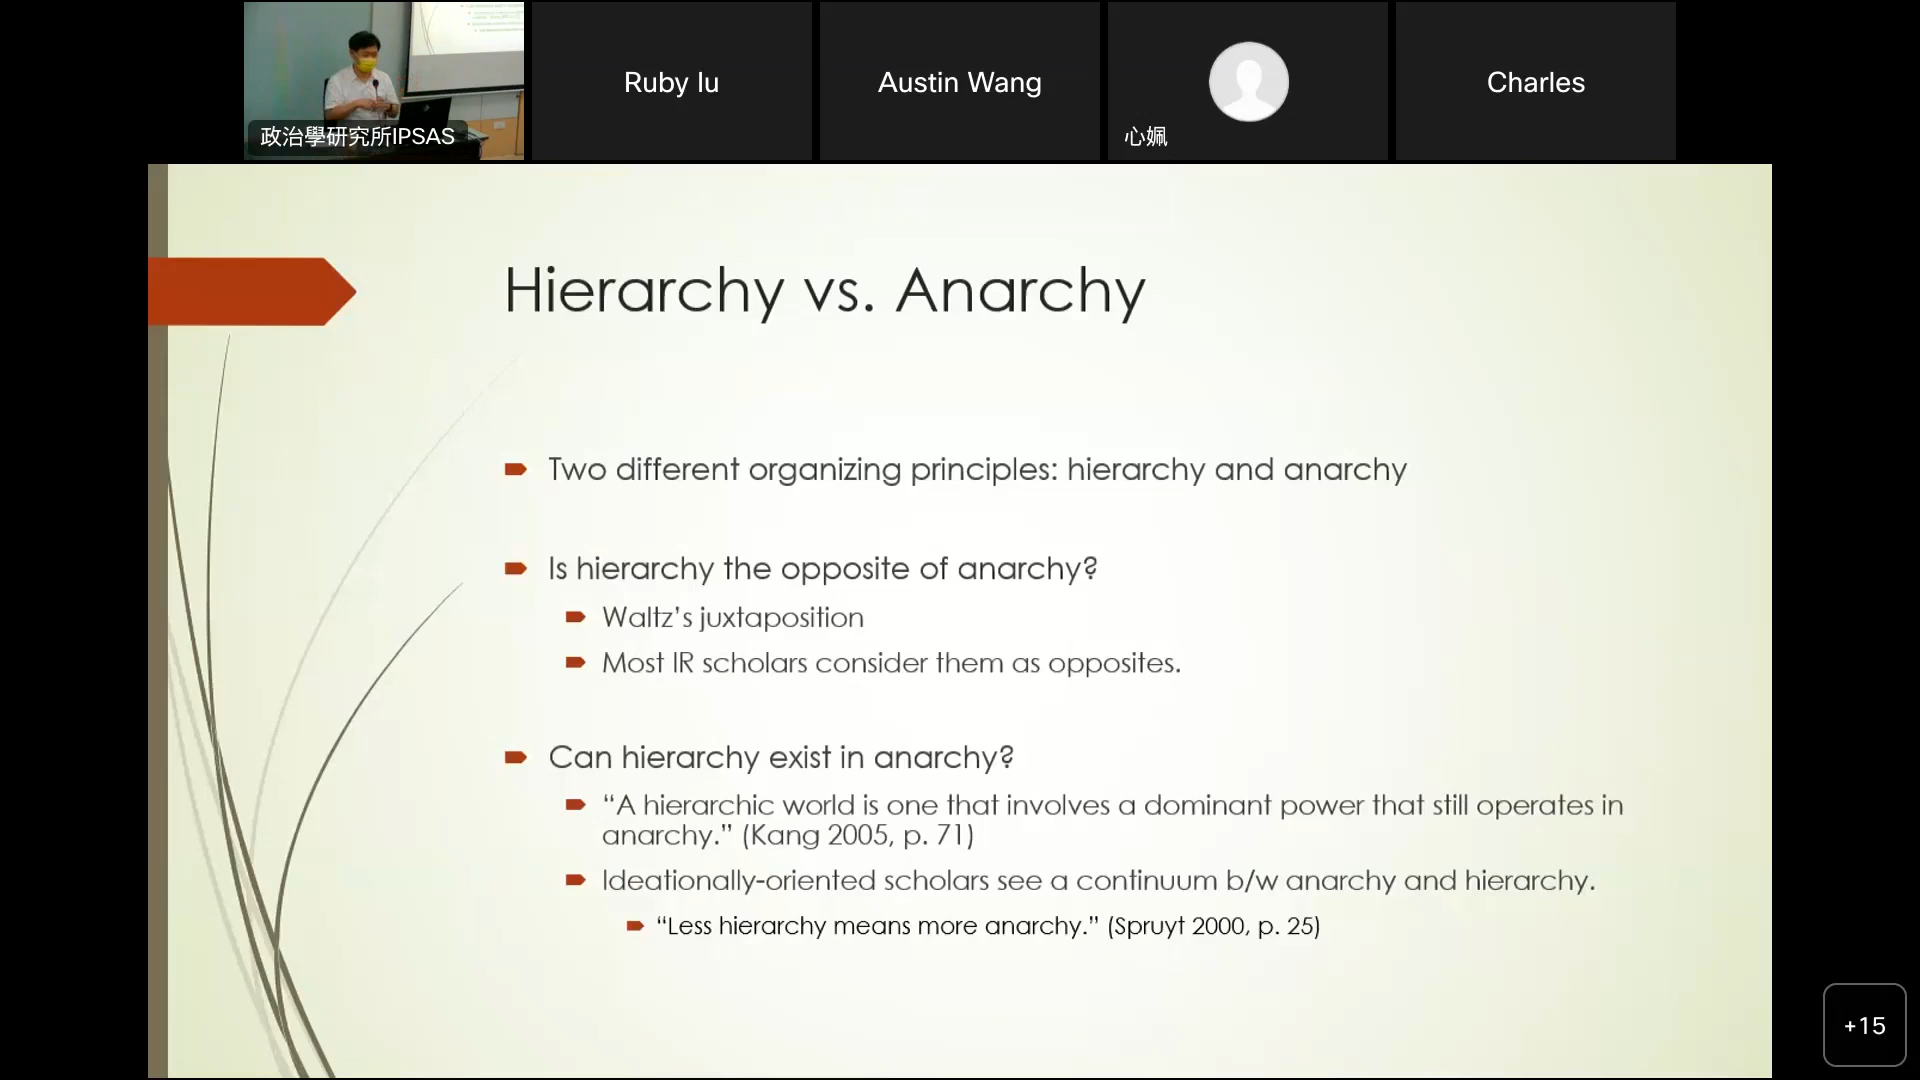 政治學研究所IPSAS
Ruby lu
Austin Wang
心姵
Charles
Hierarchy vs. Anarchy
Two different organizing principles: hierarchy and anarchy
Is hierarchy the opposite of anarchy?
Waltz’s juxtaposition
Most IR scholars consider them as opposites.
Can hierarchy exist in anarchy?
“A hierarchic world is one that involves a dominant power that still operates in
anarchy.” (Kang 2005, p. 71)
Ideationally-oriented scholars see a continuum b/w anarchy and hierarchy.
“Less hierarchy means more anarchy.” (Spruyt 2000, p. 25)
+15